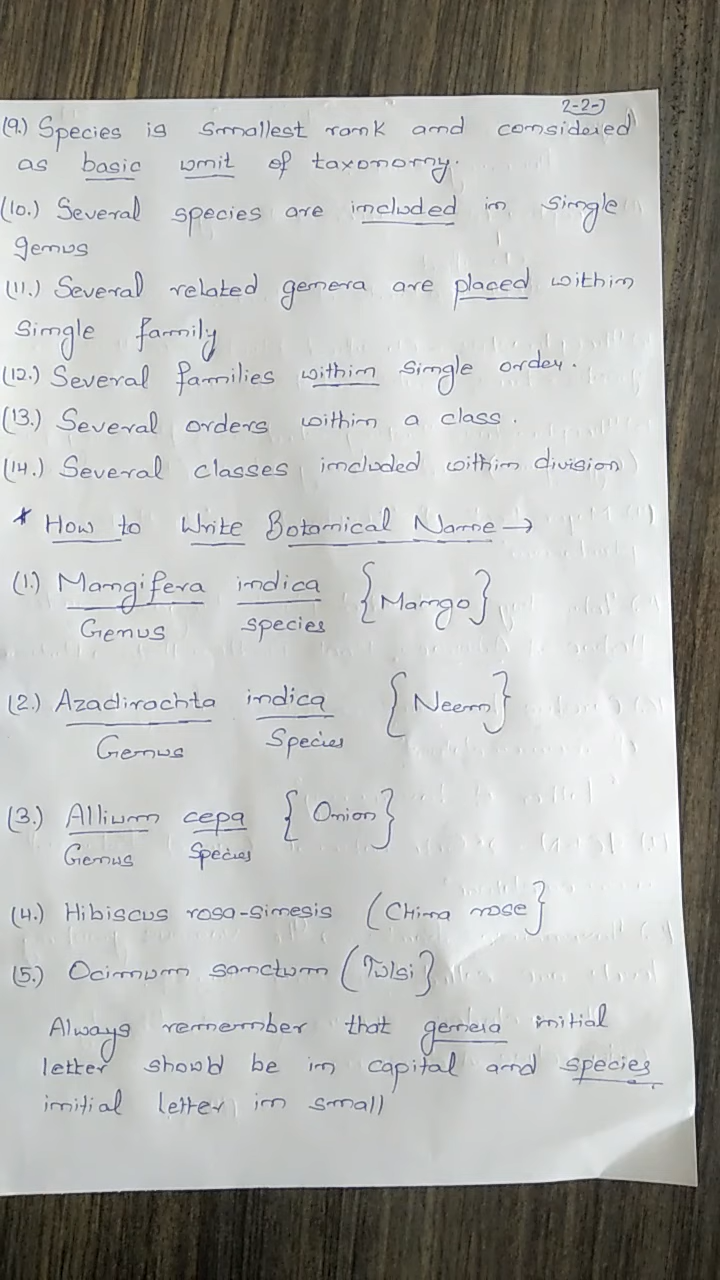 2-2-)
(9.) Species is smallest rank and considered
as basic unit of taxonomy.
(10.) Several species are included in single
genus
(11.) Several related genera are placed within
single family
(12.) Several families within single order.
(13.) Several orders within a class.
(14.) Several classes included within division
* How to Write Botanical Name →
(1.) Mangifera indica {Mango}
Genus species
(2.) Azadirachta indica {Neem}
Genus Species
(3.) Allium cepa {Onion}
Genus Species
(4.) Hibiscus rosa-sinesis (China rose}
(5.) Ocimum sanctum (Tulsi}
Always remember that genera initial
letter should be in capital and species
initial letter in small